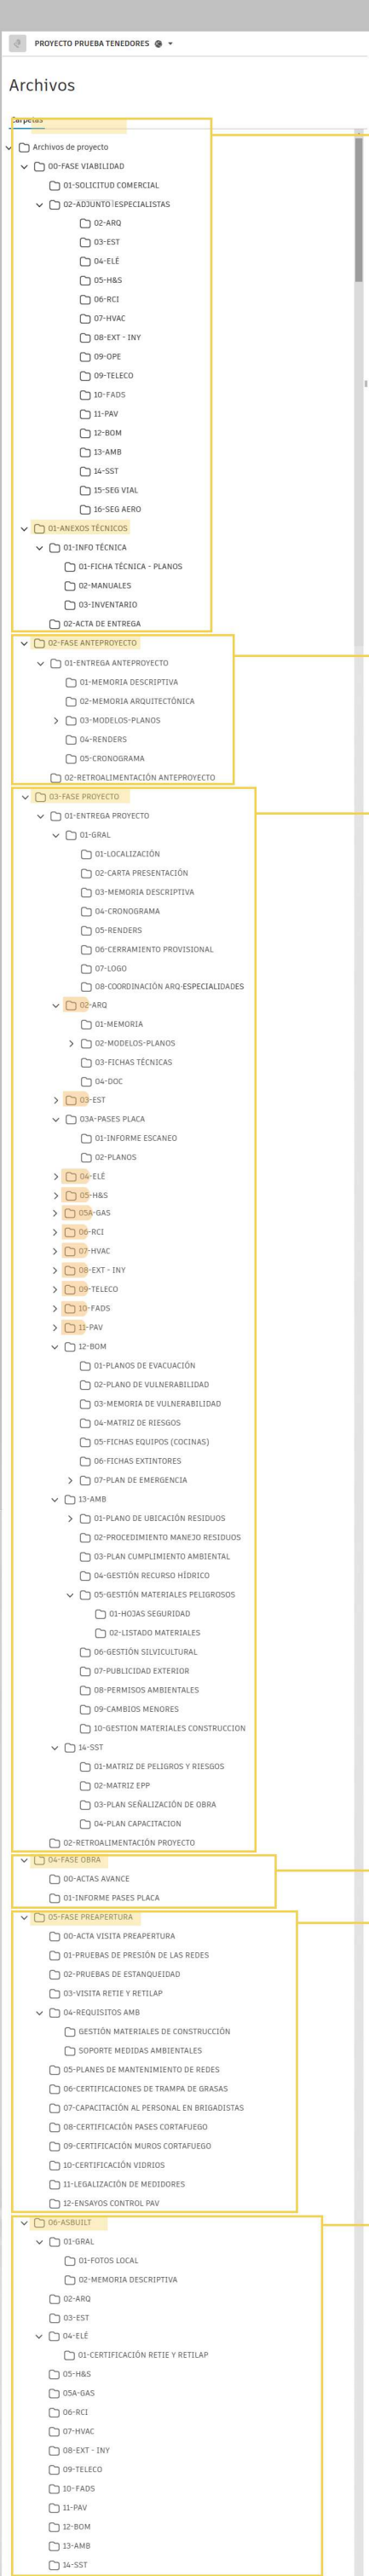 PROYECTO PRUEBA TENEDORES
Archivos
Carpetas
Archivos de proyecto
00-FASE VIABILIDAD
01-SOLICITUD COMERCIAL
02-ADJUNTO ESPECIALISTAS
02-ARQ
03-EST
04-ELÉ
05-H&S
06-RCI
07-HVAC
08-EXT - INY
09-OPE
09-TELECO
10-FADS
11-PAV
12-BOM
13-AMB
14-SST
15-SEG VIAL
16-SEG AERO
01-ANEXOS TÉCNICOS
01-INFO TÉCNICA
01-FICHA TÉCNICA - PLANOS
02-MANUALES
03-INVENTARIO
02-ACTA DE ENTREGA
02-FASE ANTEPROYECTO
01-ENTREGA ANTEPROYECTO
01-MEMORIA DESCRIPTIVA
02-MEMORIA ARQUITECTÓNICA
03-MODELOS-PLANOS
04-RENDERS
05-CRONOGRAMA
02-RETROALIMENTACIÓN ANTEPROYECTO
03-FASE PROYECTO
01-ENTREGA PROYECTO
01-GRAL
01-LOCALIZACIÓN
02-CARTA PRESENTACIÓN
03-MEMORIA DESCRIPTIVA
04-CRONOGRAMA
05-RENDERS
06-CERRAMIENTO PROVISIONAL
07-LOGO
08-COORDINACIÓN ARQ-ESPECIALIDADES
02-ARQ
01-MEMORIA
02-MODELOS-PLANOS
03-FICHAS TÉCNICAS
04-DOC
03-EST
03A-PASES PLACA
01-INFORME ESCANEO
02-PLANOS
04-ELÉ
05-H&S
05A-GAS
06-RCI
07-HVAC
08-EXT - INY
09-TELECO
10-FADS
11-PAV
12-BOM
01-PLANOS DE EVACUACIÓN
02-PLANO DE VULNERABILIDAD
03-MEMORIA DE VULNERABILIDAD
04-MATRIZ DE RIESGOS
05-FICHAS EQUIPOS (COCINAS)
06-FICHAS EXTINTORES
07-PLAN DE EMERGENCIA
13-AMB
01-PLANO DE UBICACIÓN RESIDUOS
02-PROCEDIMIENTO MANEJO RESIDUOS
03-PLAN CUMPLIMIENTO AMBIENTAL
04-GESTIÓN RECURSO HÍDRICO
05-GESTIÓN MATERIALES PELIGROSOS
01-HOJAS SEGURIDAD
02-LISTADO MATERIALES
06-GESTIÓN SILVICULTURAL
07-PUBLICIDAD EXTERIOR
08-PERMISOS AMBIENTALES
09-CAMBIOS MENORES
10-GESTION MATERIALES CONSTRUCCION
14-SST
01-MATRIZ DE PELIGROS Y RIESGOS
02-MATRIZ EPP
03-PLAN SEÑALIZACIÓN DE OBRA
04-PLAN CAPACITACION
02-RETROALIMENTACIÓN PROYECTO
04-FASE OBRA
00-ACTAS AVANCE
01-INFORME PASES PLACA
05-FASE PREAPERTURA
00-ACTA VISITA PREAPERTURA
01-PRUEBAS DE PRESIÓN DE LAS REDES
02-PRUEBAS DE ESTANQUEIDAD
03-VISITA RETIE Y RETILAP
04-REQUISITOS AMB
GESTIÓN MATERIALES DE CONSTRUCCIÓN
SOPORTE MEDIDAS AMBIENTALES
05-PLANES DE MANTENIMIENTO DE REDES
06-CERTIFICACIONES DE TRAMPA DE GRASAS
07-CAPACITACIÓN AL PERSONAL EN BRIGADISTAS
08-CERTIFICACIÓN PASES CORTAFUEGO
09-CERTIFICACIÓN MUROS CORTAFUEGO
10-CERTIFICACIÓN VIDRIOS
11-LEGALIZACIÓN DE MEDIDORES
12-ENSAYOS CONTROL PAV
06-ASBUILT
01-GRAL
01-FOTOS LOCAL
02-MEMORIA DESCRIPTIVA
02-ARQ
03-EST
04-ELÉ
01-CERTIFICACIÓN RETIE Y RETILAP
05-H&S
05A-GAS
06-RCI
07-HVAC
08-EXT - INY
09-TELECO
10-FADS
11-PAV
12-BOM
13-AMB
14-SST